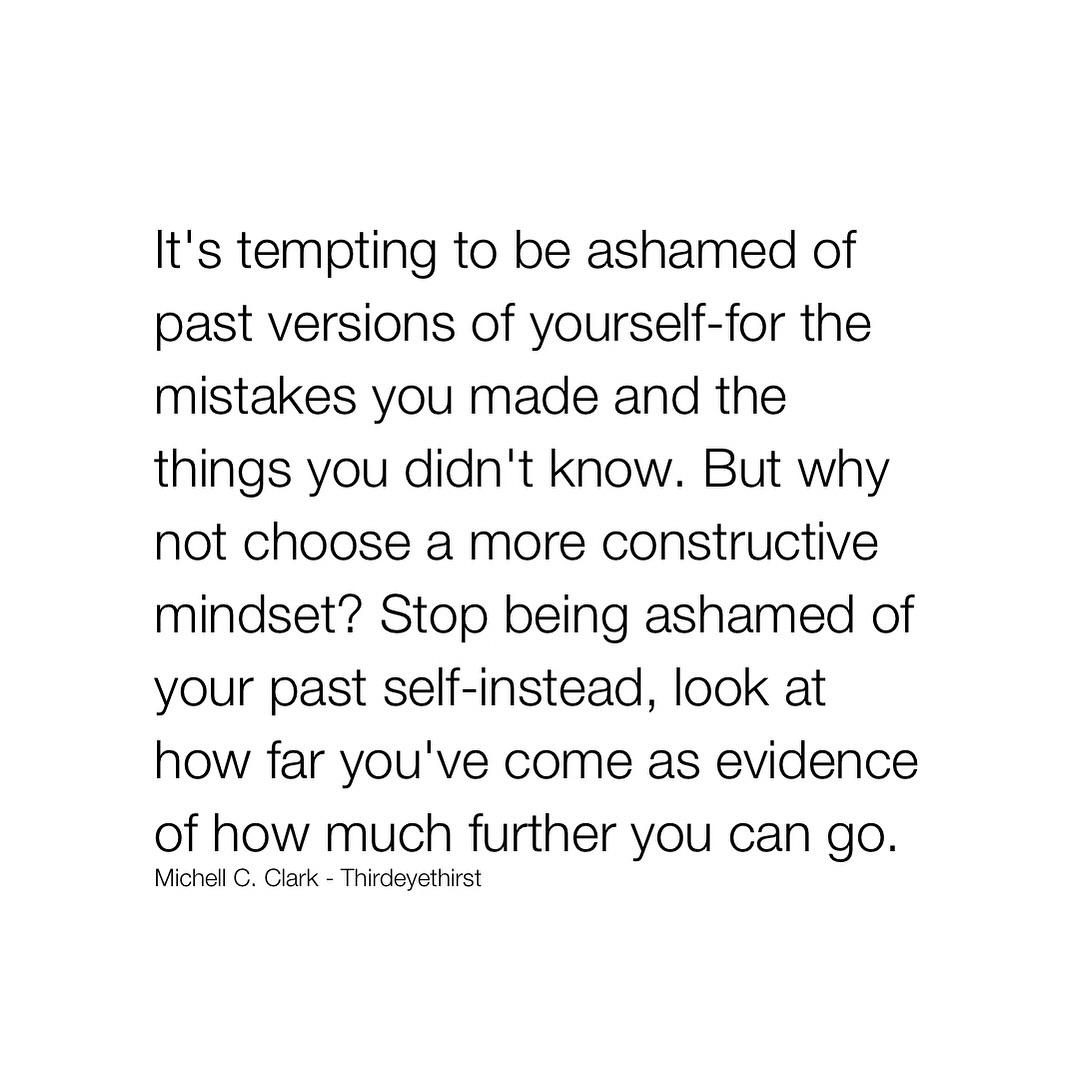 It's tempting to be ashamed of
past versions of yourself-for the
mistakes you made and the
things you didn't know. But why
not choose a more constructive
mindset? Stop being ashamed of
your past self-instead, look at
how far you've come as evidence
of how much further you can go.
Michell C. Clark - Thirdeyethirst